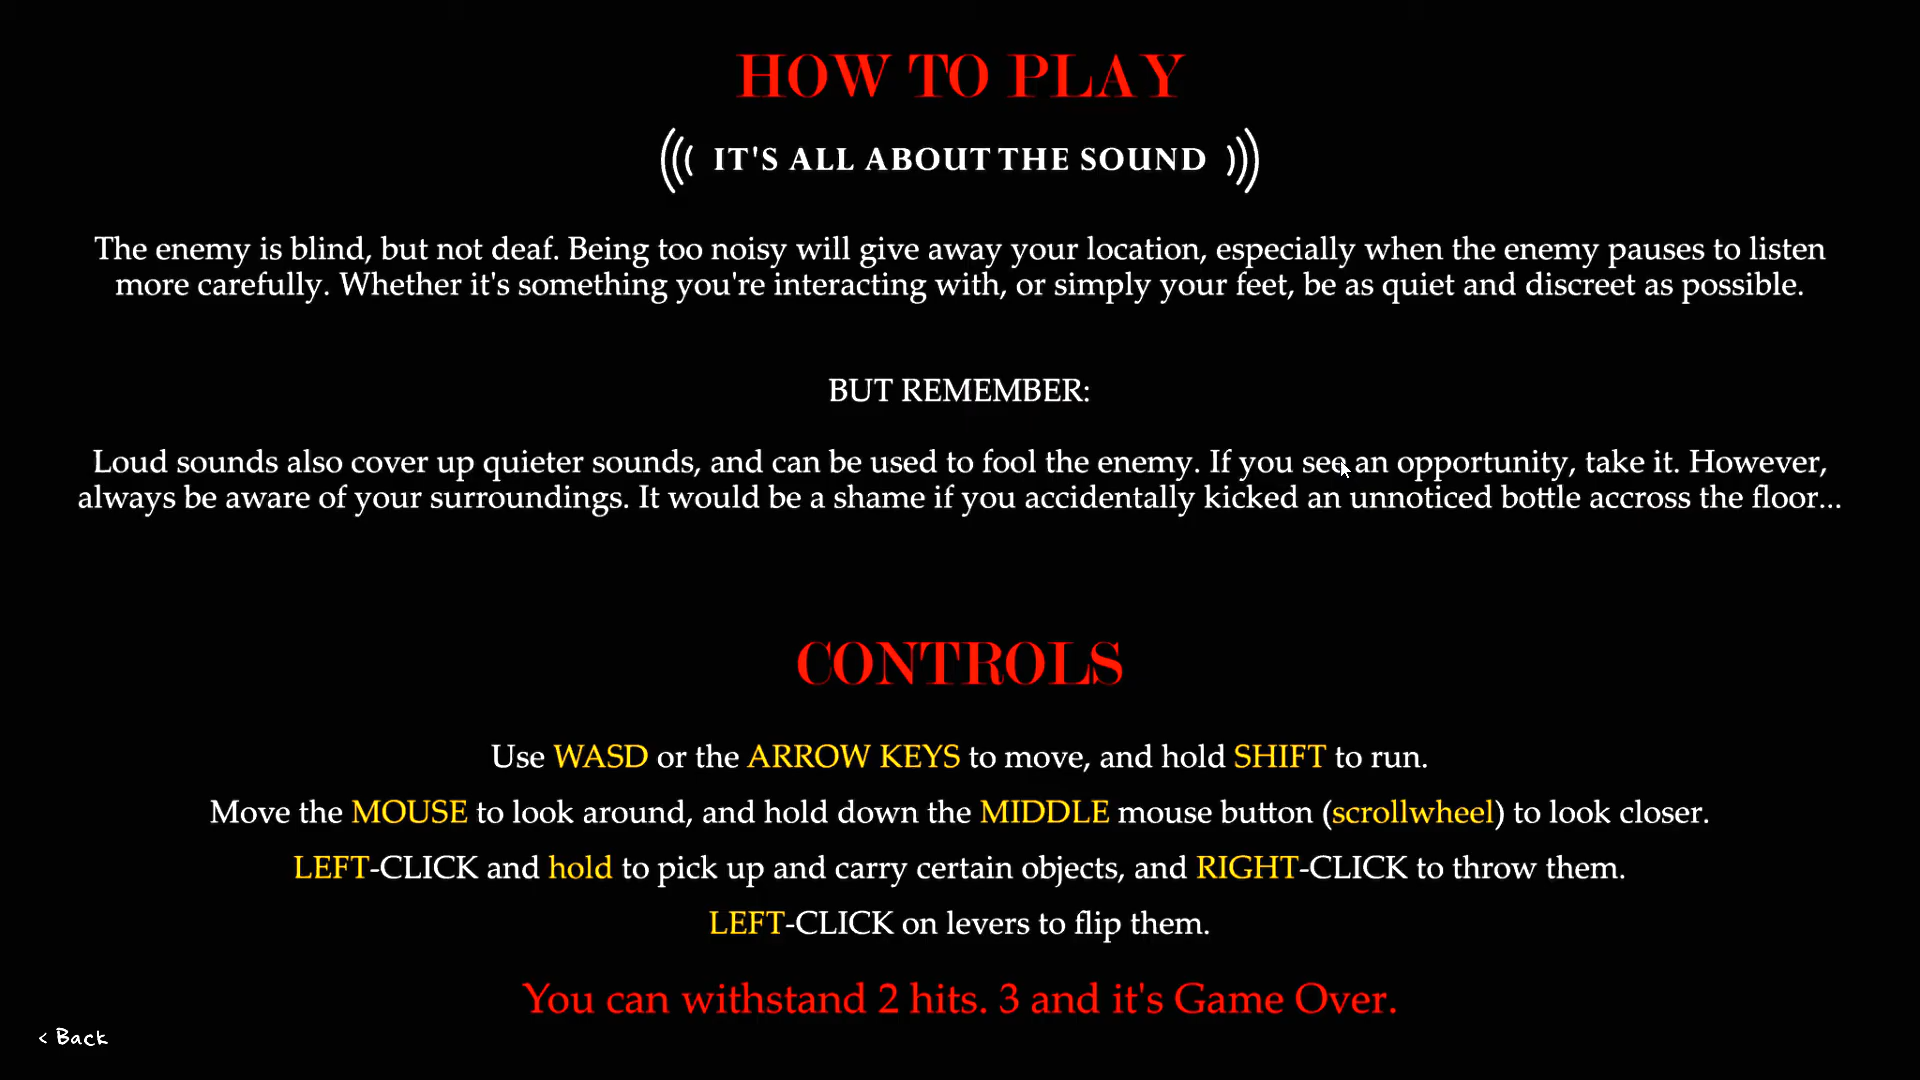 HOW TO PLAY
IT'S ALL ABOUT THE SOUND
The enemy is blind, but not deaf. Being too noisy will give away your location, especially when the enemy pauses to listen
more carefully. Whether it's something you're interacting with, or simply your feet, be as quiet and discreet as possible.
BUT REMEMBER:
Loud sounds also cover up quieter sounds, and can be used to fool the enemy. If you see an opportunity, take it. However,
always be aware of your surroundings. It would be a shame if you accidentally kicked an unnoticed bottle accross the floor...
CONTROLS
Use WASD or the ARROW KEYS to move, and hold SHIFT to run.
Move the MOUSE to look around, and hold down the MIDDLE mouse button (scrollwheel) to look closer.
LEFT-CLICK and hold to pick up and carry certain objects, and RIGHT-CLICK to throw them.
LEFT-CLICK on levers to flip them.
You can withstand 2 hits. 3 and it's Game Over.
< Back